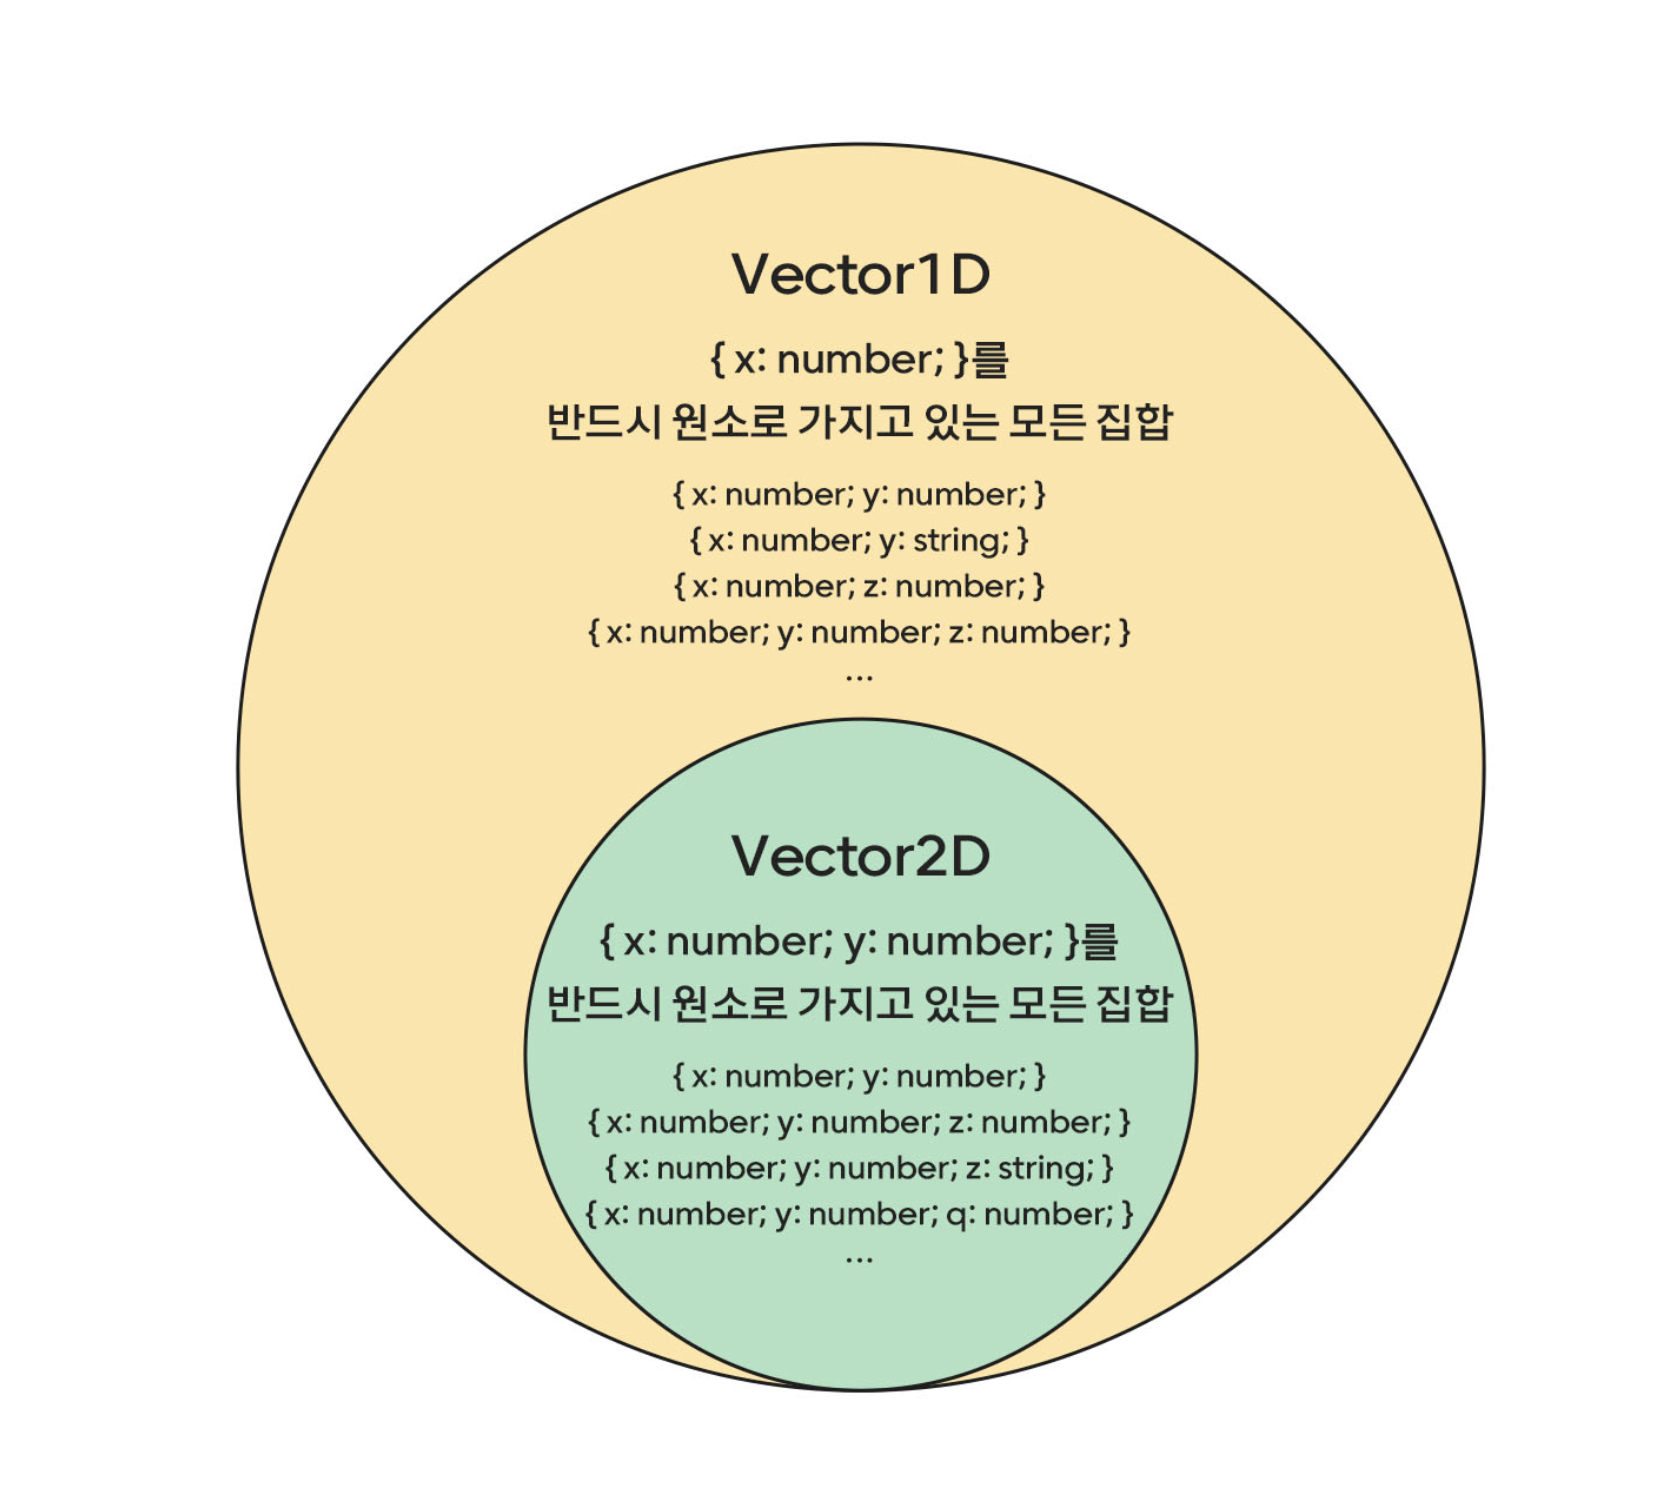 Vector1D
{ x: number; }를
반드시 원소로 가지고 있는 모든 집합
{ x: number; y: number; }
{ x: number; y: string; }
{ x: number; z: number; }
{ x: number; y: number; z: number; }
...
Vector2D
{ x: number; y: number; }를
반드시 원소로 가지고 있는 모든 집합
{ x: number; y: number; }
{ x: number; y: number; z: number; }
{ x: number; y: number; z: string; }
{ x: number; y: number; q: number; }
...